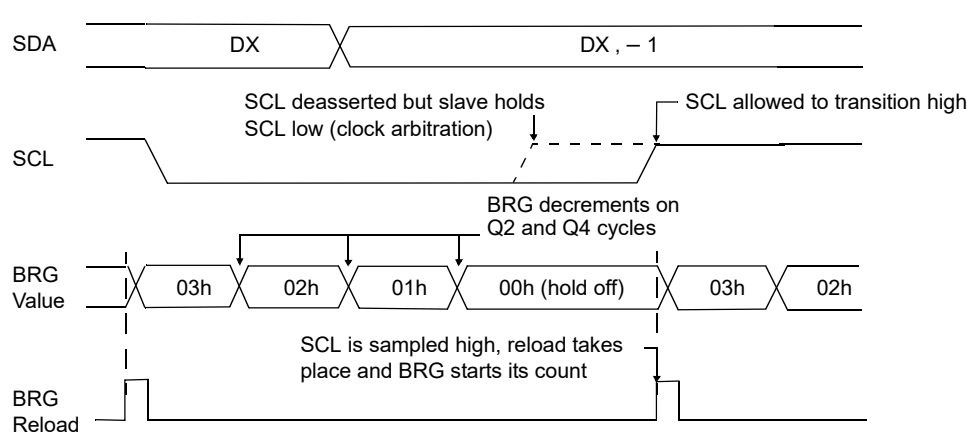 SDA
DX
DX , – 1
SCL deasserted but slave holds
SCL low (clock arbitration)
SCL allowed to transition high
SCL
BRG decrements on
Q2 and Q4 cycles
BRG
Value
03h
02h
01h
00h (hold off)
03h
02h
SCL is sampled high, reload takes
place and BRG starts its count
BRG
Reload